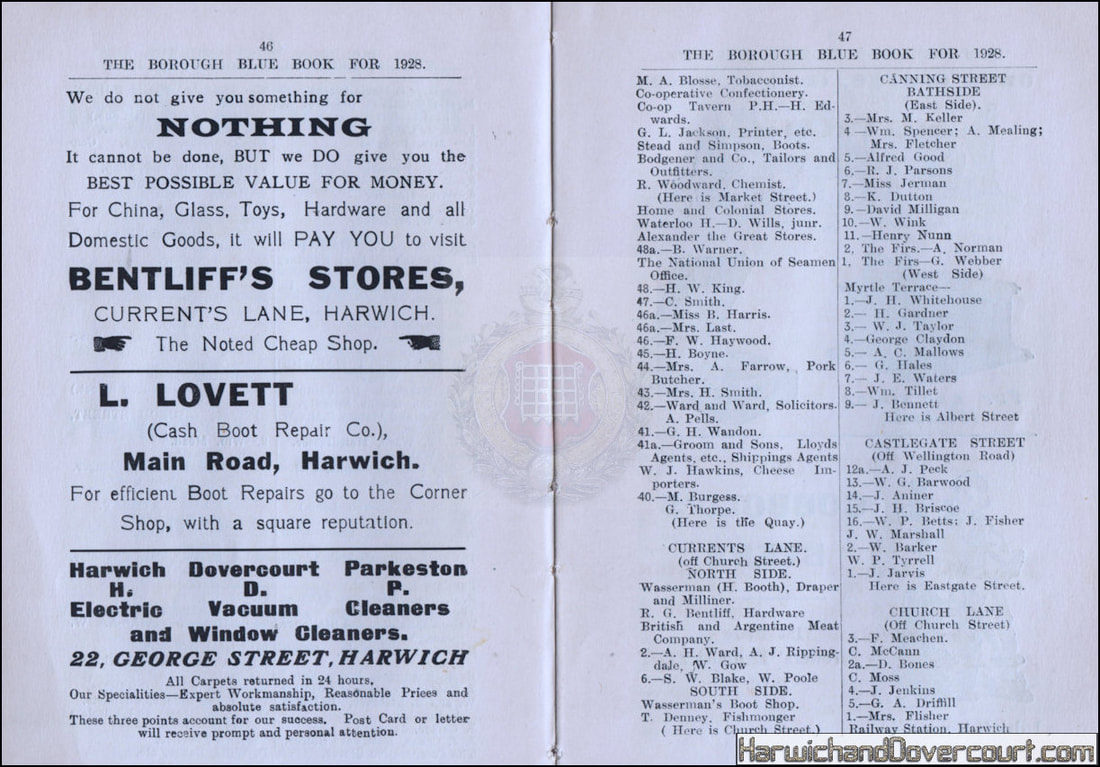 46
THE BOROUGH BLUE BOOK FOR 1928.
We do not give you something for
NOTHING
It cannot be done, BUT we DO give you the
BEST POSSIBLE VALUE FOR MONEY.
For China, Glass, Toys, Hardware and all
Domestic Goods, it will PAY YOU to visit
BENTLIFF'S STORES,
CURRENT'S LANE, HARWICH.
The Noted Cheap Shop.
L. LOVETT
(Cash Boot Repair Co.),
Main Road, Harwich.
For efficient Boot Repairs go to the Corner
Shop, with a square reputation.
Harwich Dovercourt Parkeston
H. D. P.
Electric Vacuum Cleaners
and Window Cleaners.
22, GEORGE STREET, HARWICH
All Carpets returned in 24 hours.
Our Specialities—Expert Workmanship, Reasonable Prices and
absolute satisfaction.
These three points account for our success. Post Card or letter
will receive prompt and personal attention.
47
THE BOROUGH BLUE BOOK FOR 1928.
M. A. Blosse, Tobacconist.
Co-operative Confectionery.
Co-op Tavern P.H.—H. Ed-
wards.
G. L. Jackson, Printer, etc.
Stead and Simpson, Boots.
Bodgener and Co., Tailors and
Outfitters.
R. Woodward, Chemist.
(Here is Market Street.)
Home and Colonial Stores.
Waterloo H.—D. Wills, junr.
Alexander the Great Stores.
48a.—B. Warner.
The National Union of Seamen
Office.
48.—H. W. King.
47.—C. Smith.
46a.—Miss B. Harris.
46a.—Mrs. Last.
46.—F. W. Haywood.
45.—H. Boyne.
44.—Mrs. A. Farrow, Pork
Butcher.
43.—Mrs. H. Smith.
42.—Ward and Ward, Solicitors.
A. Pells.
41.—G. H. Wandon.
41a.—Groom and Sons, Lloyds
Agents, etc., Shippings Agents
W. J. Hawkins, Cheese Im-
porters.
40.—M. Burgess.
G. Thorpe.
(Here is the Quay.)
CURRENTS LANE.
(off Church Street.)
NORTH SIDE.
Wasserman (H. Booth), Draper
and Milliner.
R. G. Bentliff, Hardware
British and Argentine Meat
Company.
2.—A. H. Ward, A. J. Ripping-
dale, W. Gow
6.—S. W. Blake, W. Poole
SOUTH SIDE.
Wasserman's Boot Shop.
T. Denney, Fishmonger
( Here is Church Street.)
CANNING STREET
BATHSIDE
(East Side).
3.—Mrs. M. Keller
4 —Wm. Spencer; A. Mealing;
Mrs. Fletcher
5.—Alfred Good
6.—R. J. Parsons
7.—Miss Jerman
8.—K. Dutton
9.—David Milligan
10.—W. Wink
11.—Henry Nunn
2. The Firs.—A. Norman
1. The Firs—G. Webber
(West Side)
Myrtle Terrace—
1.—J. H. Whitehouse
2.— H. Gardner
3.— W. J. Taylor
4.—George Claydon
5.— A. C. Mallows
6.— G. Hales
7.— J. E. Waters
8.—Wm. Tillet
9.— J. Bennett
Here is Albert Street
CASTLEGATE STREET
(Off Wellington Road)
12a.—A. J. Peck
13.—W. G. Barwood
14.—J. Aniner
15.—J. H. Briscoe
16.—W. P. Betts; J. Fisher
J. W. Marshall
2.—W. Barker
W. P. Tyrrell
1.—J. Jarvis
Here is Eastgate Street.
CHURCH LANE
(Off Church Street)
3.—F. Meachen.
C. McCann
2a.—D. Bones
C. Moss
4.—J. Jenkins
5.—G. A. Driffill
1.—Mrs. Flisher
Railway Station, Harwich
HarwichandDovercourt.com